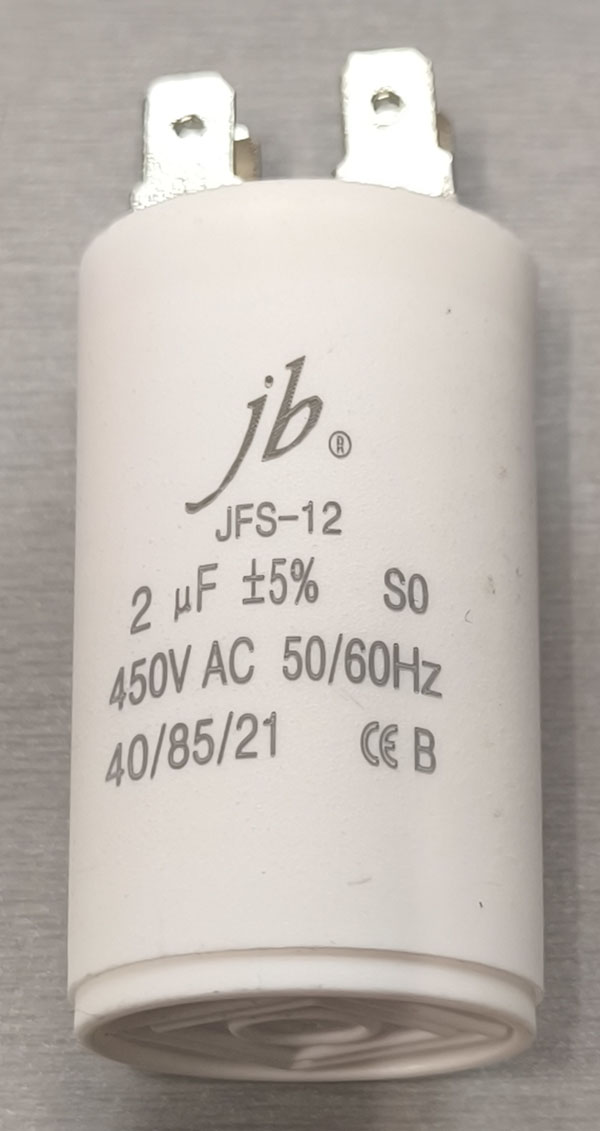 jb ®
JFS-12
2 µF ±5% S0
450V AC 50/60Hz
40/85/21 CE B